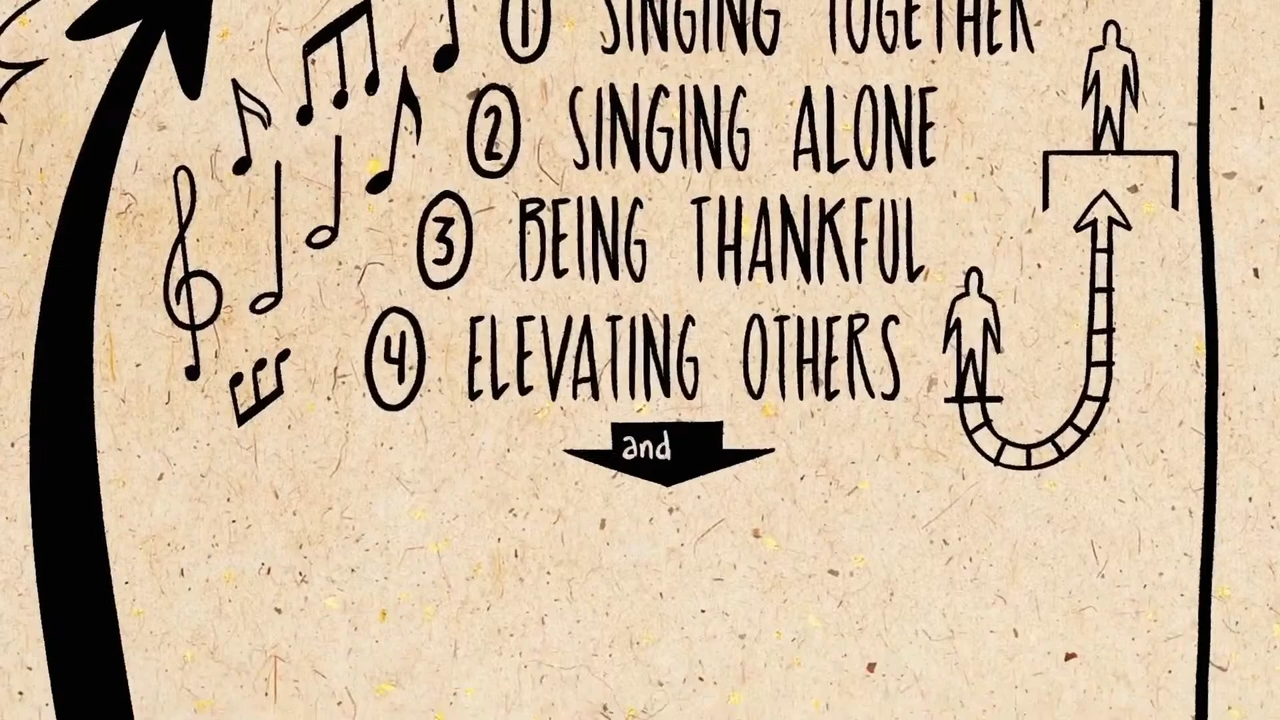 1 SINGING TOGETHER
2 SINGING ALONE
3 BEING THANKFUL
4 ELEVATING OTHERS
and